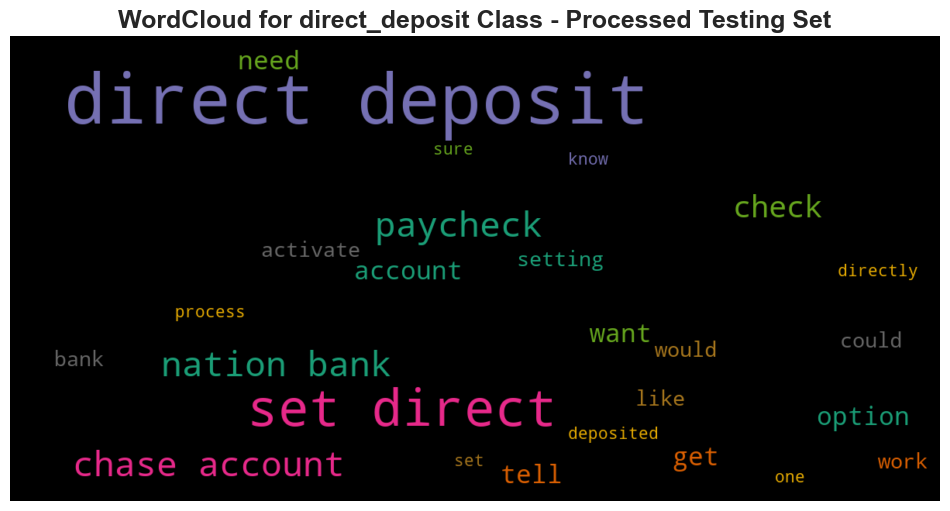 WordCloud for direct_deposit Class - Processed Testing Set
need
direct deposit
sure
know
check
paycheck
activate
account
setting
directly
process
want
would
could
bank
nation bank
set direct
like
option
deposited
chase account
set
tell
get
one
work